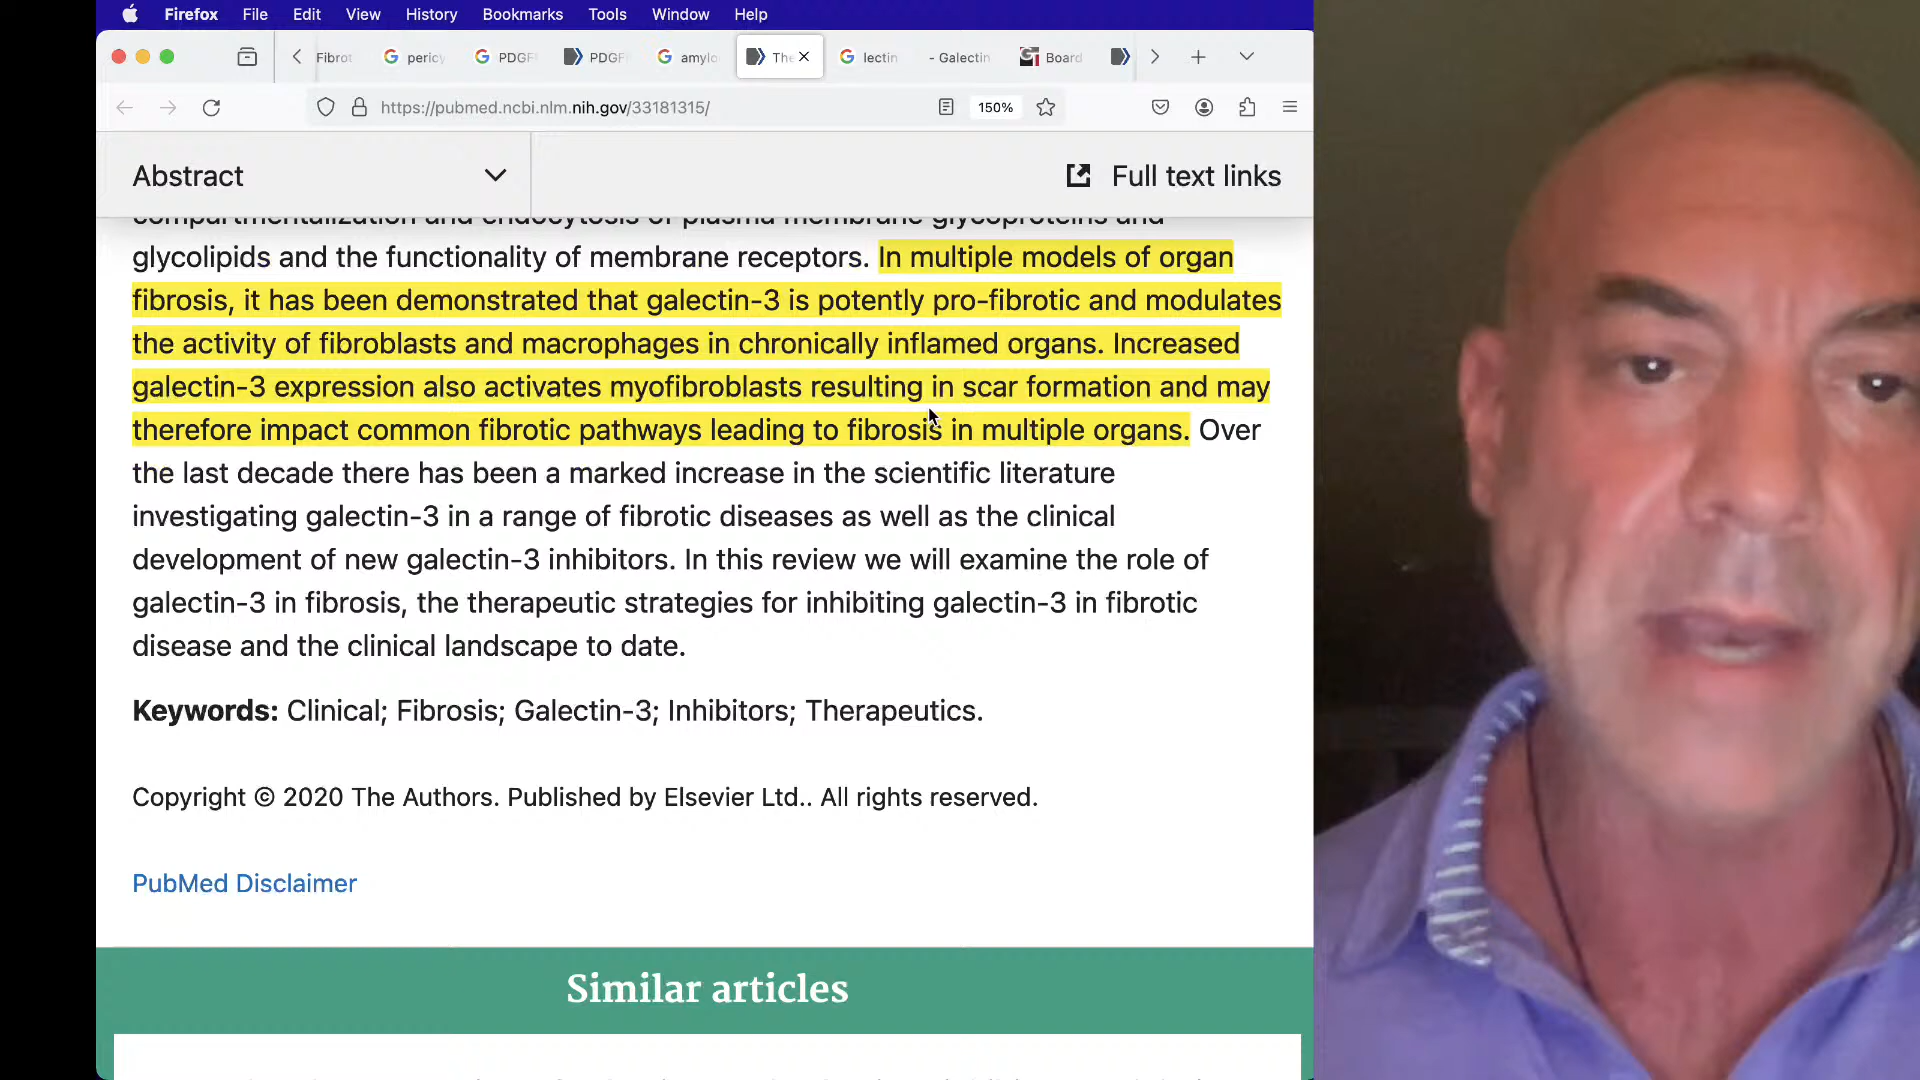 Firefox File Edit View History Bookmarks Tools Window Help
Fibrot pericy PDGF PDGF amylo The lectin - Galectin Board
https://pubmed.ncbi.nlm.nih.gov/33181315/ 150%
Abstract Full text links
compartmentalization and endocytosis of plasma membrane glycoproteins and
glycolipids and the functionality of membrane receptors. In multiple models of organ
fibrosis, it has been demonstrated that galectin-3 is potently pro-fibrotic and modulates
the activity of fibroblasts and macrophages in chronically inflamed organs. Increased
galectin-3 expression also activates myofibroblasts resulting in scar formation and may
therefore impact common fibrotic pathways leading to fibrosis in multiple organs. Over
the last decade there has been a marked increase in the scientific literature
investigating galectin-3 in a range of fibrotic diseases as well as the clinical
development of new galectin-3 inhibitors. In this review we will examine the role of
galectin-3 in fibrosis, the therapeutic strategies for inhibiting galectin-3 in fibrotic
disease and the clinical landscape to date.
Keywords: Clinical; Fibrosis; Galectin-3; Inhibitors; Therapeutics.
Copyright © 2020 The Authors. Published by Elsevier Ltd.. All rights reserved.
PubMed Disclaimer
Similar articles